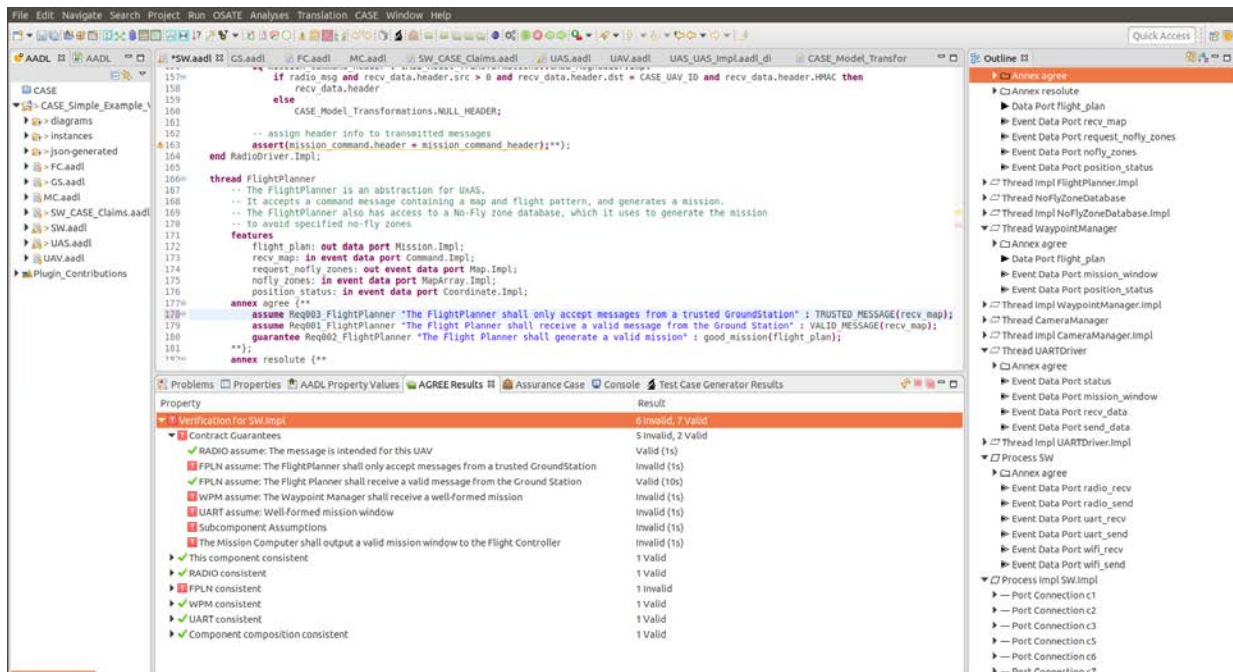 File Edit Navigate Search Project Run OSATE Analyses Translation CASE Window Help
Quick Access
AADL AADL
CASE
CASE_Simple_Example_V
> diagrams
> instances
> json-generated
> FC.aadl
> GS.aadl
MC.aadl
> SW_CASE_Claims.aadl
> SW.aadl
> UAS.aadl
UAV.aadl
Plugin_Contributions
*SW.aadl GS.aadl FC.aadl MC.aadl SW_CASE_Claims.aadl UAS.aadl UAV.aadl UAS_UAS_Impl.aadl_di CASE_Model_Transfor
157 if radio_msg and recv_data.header.src > 0 and recv_data.header.dst = CASE_UAV_ID and recv_data.header.HMAC then
158 recv_data.header
159 else
160 CASE_Model_Transformations.NULL_HEADER;
161
162 -- assign header info to transmitted messages
163 assert(mission_command.header = mission_command_header);**};
164 end RadioDriver.Impl;
165
166 thread FlightPlanner
167 -- The FlightPlanner is an abstraction for UxAS.
168 -- It accepts a command message containing a map and flight pattern, and generates a mission.
169 -- The FlightPlanner also has access to a No-Fly zone database, which it uses to generate the mission
170 -- to avoid specified no-fly zones
171 features
172 flight_plan: out data port Mission.Impl;
173 recv_map: in event data port Command.Impl;
174 request_nofly_zones: out event data port Map.Impl;
175 nofly_zones: in event data port MapArray.Impl;
176 position_status: in event data port Coordinate.Impl;
177 annex agree {**
178 assume Req003_FlightPlanner "The FlightPlanner shall only accept messages from a trusted GroundStation" : TRUSTED_MESSAGE(recv_map);
179 assume Req001_FlightPlanner "The Flight Planner shall receive a valid message from the Ground Station" : VALID_MESSAGE(recv_map);
180 guarantee Req002_FlightPlanner "The Flight Planner shall generate a valid mission" : good_mission(flight_plan);
181 **};
annex resolute {**
Problems Properties AADL Property Values AGREE Results Assurance Case Console Test Case Generator Results
Property Result
Verification for SW.Impl 6 Invalid, 7 Valid
Contract Guarantees 5 Invalid, 2 Valid
RADIO assume: The message is intended for this UAV Valid (1s)
FPLN assume: The FlightPlanner shall only accept messages from a trusted GroundStation Invalid (1s)
FPLN assume: The Flight Planner shall receive a valid message from the Ground Station Valid (10s)
WPM assume: The Waypoint Manager shall receive a well-formed mission Invalid (1s)
UART assume: Well-formed mission window Invalid (1s)
Subcomponent Assumptions Invalid (1s)
The Mission Computer shall output a valid mission window to the Flight Controller Invalid (1s)
This component consistent 1 Valid
RADIO consistent 1 Valid
FPLN consistent 1 Invalid
WPM consistent 1 Valid
UART consistent 1 Valid
Component composition consistent 1 Valid
Outline
Annex agree
Annex resolute
Data Port flight_plan
Event Data Port recv_map
Event Data Port request_nofly_zones
Event Data Port nofly_zones
Event Data Port position_status
Thread Impl FlightPlanner.Impl
Thread NoFlyZoneDatabase
Thread Impl NoFlyZoneDatabase.Impl
Thread WaypointManager
Annex agree
Data Port flight_plan
Event Data Port mission_window
Event Data Port position_status
Thread Impl WaypointManager.Impl
Thread CameraManager
Thread Impl CameraManager.Impl
Thread UARTDriver
Annex agree
Event Data Port status
Event Data Port mission_window
Event Data Port recv_data
Event Data Port send_data
Thread Impl UARTDriver.Impl
Process SW
Annex agree
Event Data Port radio_recv
Event Data Port radio_send
Event Data Port uart_recv
Event Data Port uart_send
Event Data Port wifi_recv
Event Data Port wifi_send
Process Impl SW.Impl
Port Connection c1
Port Connection c2
Port Connection c3
Port Connection c5
Port Connection c6
Port Connection c7